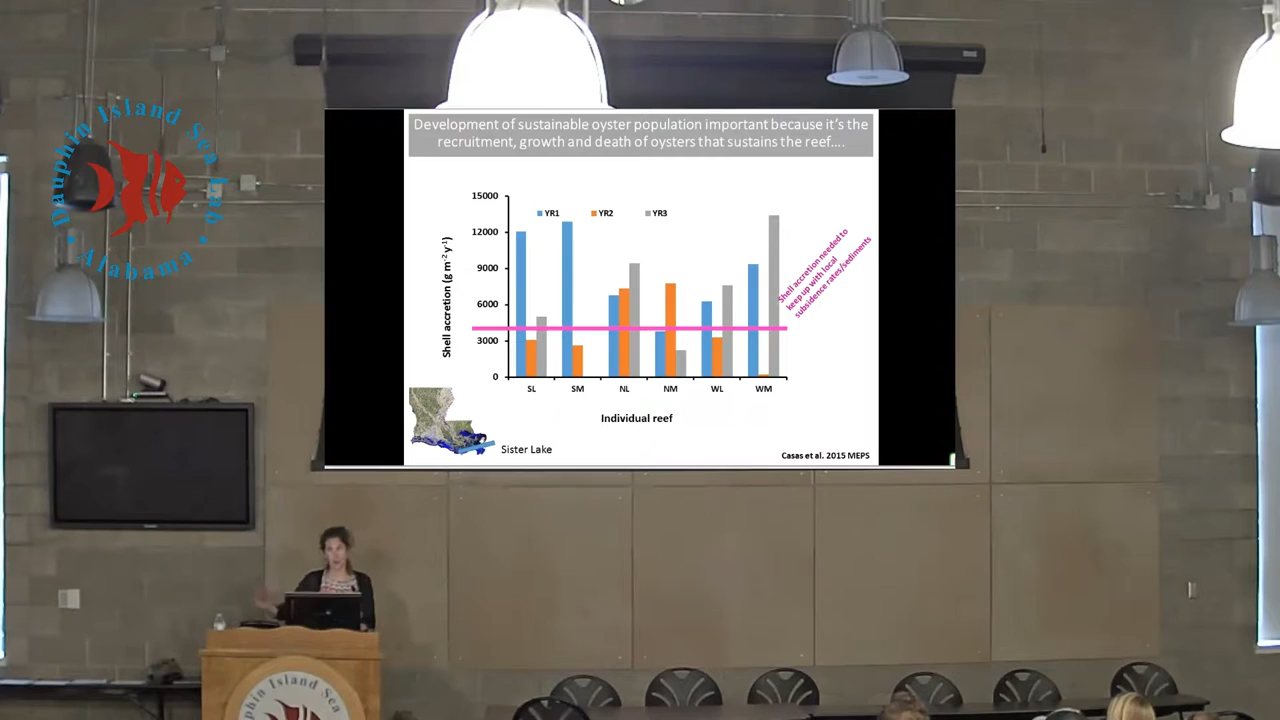 Development of sustainable oyster population important because it's the
recruitment, growth and death of oysters that sustains the reef....
Dauphin Island Sea Lab
Alabama
15000
12000
9000
6000
3000
0
YR1
YR2
YR3
Shell accretion (g m-2 y-1)
Shell accretion needed to
keep up with local
subsidence rates/sediments
SL
SM
NL
NM
WL
WM
Individual reef
Sister Lake
Casas et al. 2015 MEPS
Dauphin Island Sea